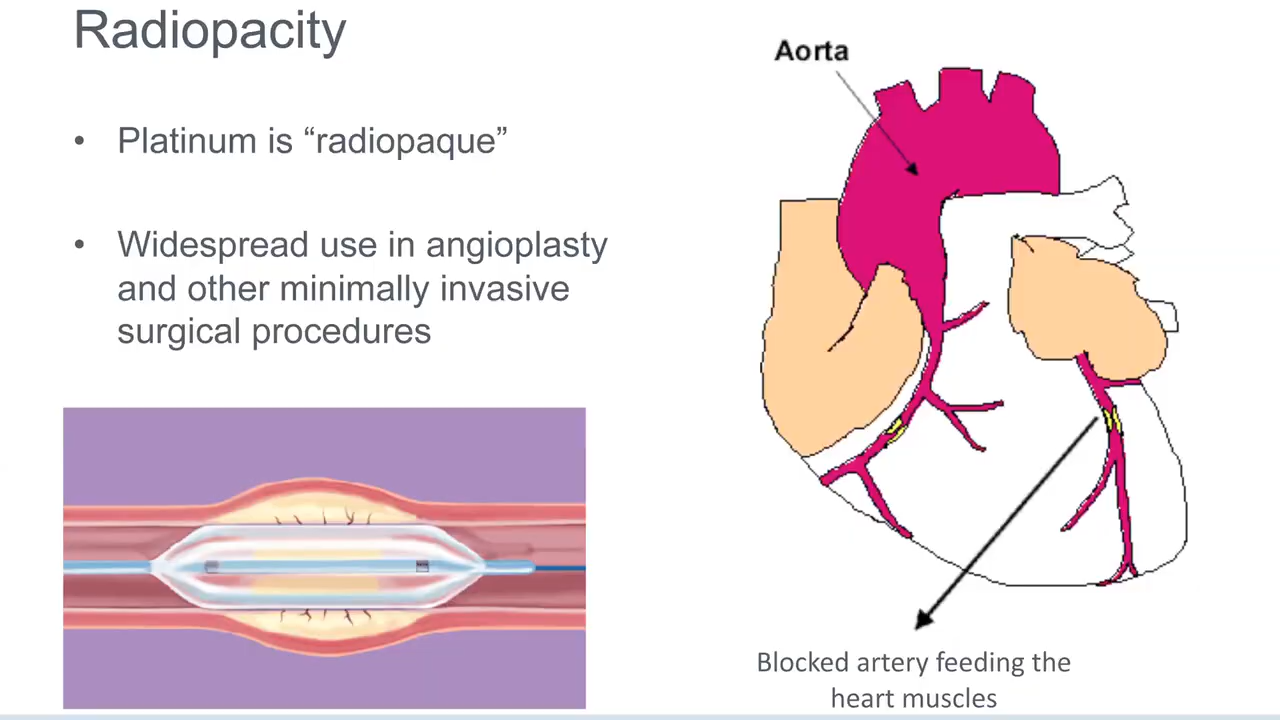 Radiopacity
• Platinum is “radiopaque”
• Widespread use in angioplasty
and other minimally invasive
surgical procedures
Aorta
Blocked artery feeding the
heart muscles